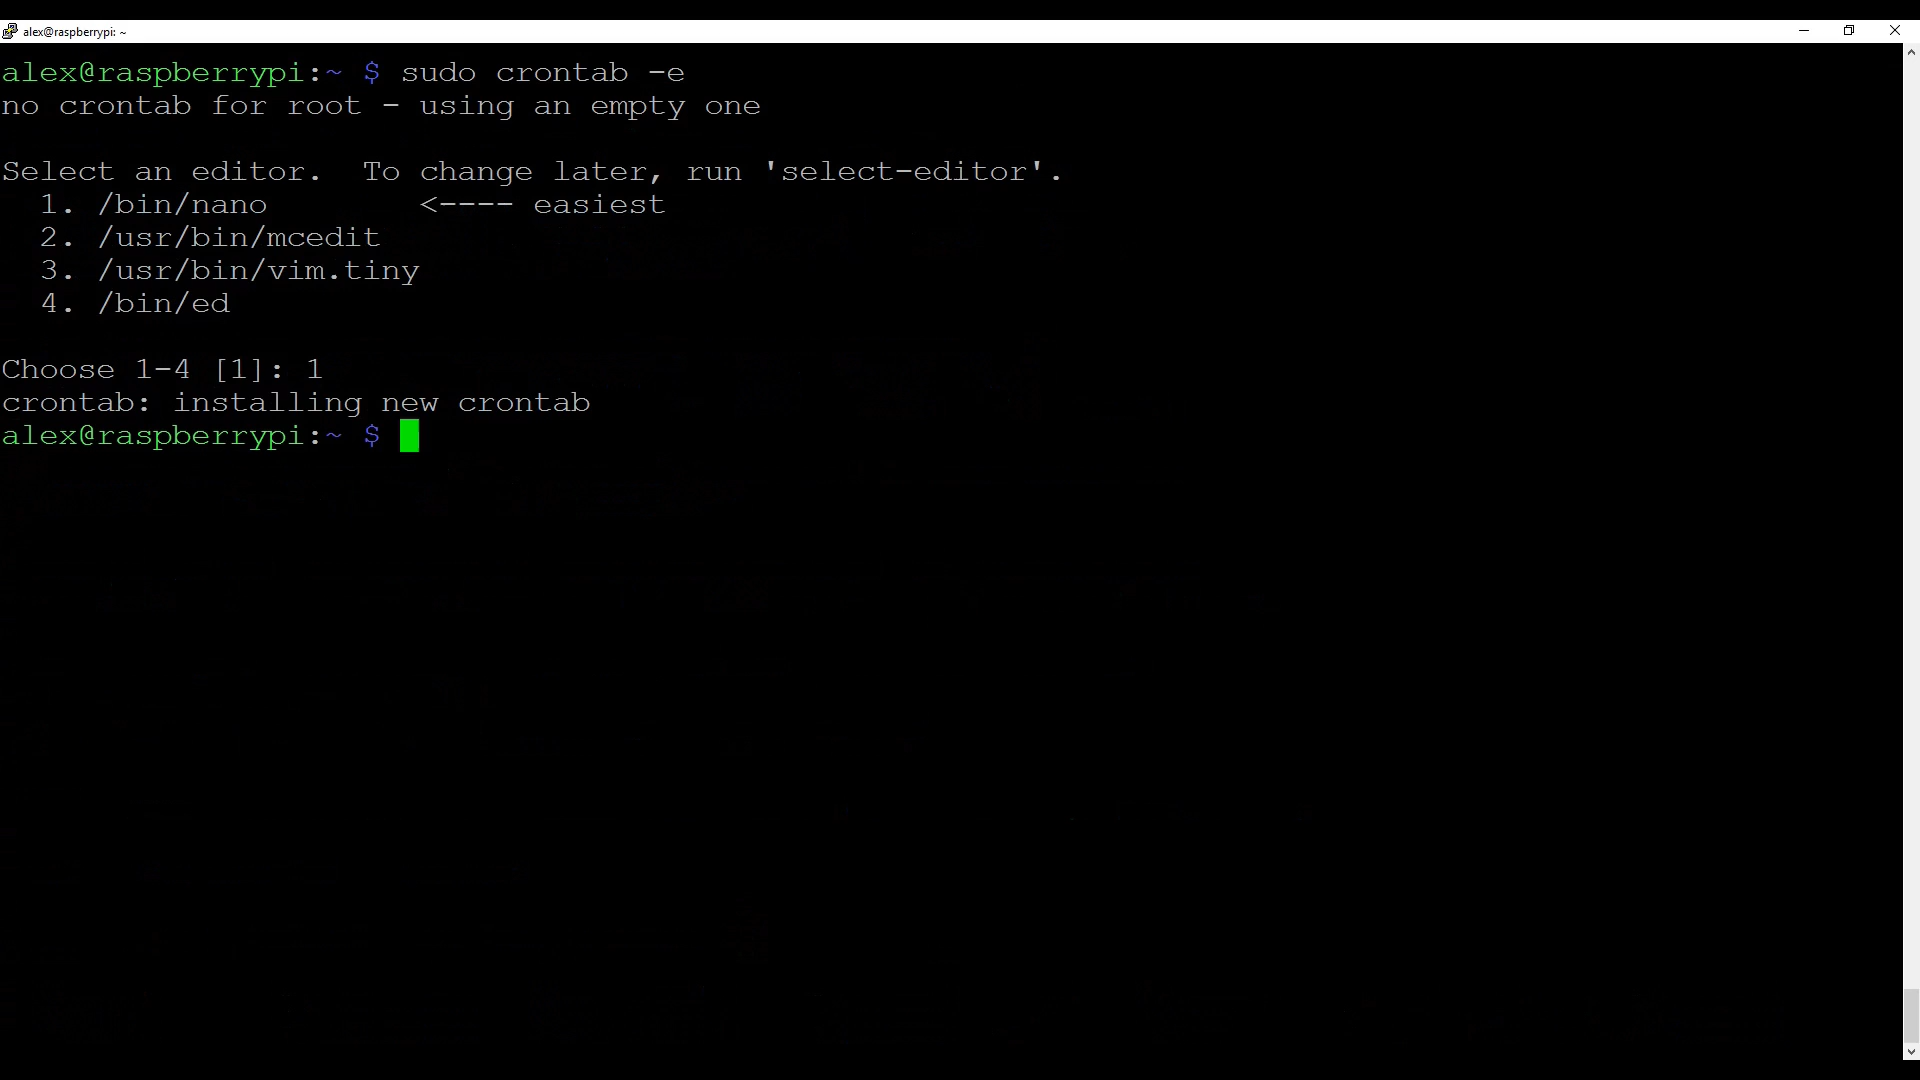 alex@raspberrypi: ~
alex@raspberrypi:~ $ sudo crontab -e
no crontab for root - using an empty one
Select an editor.  To change later, run 'select-editor'.
  1. /bin/nano        <---- easiest
  2. /usr/bin/mcedit
  3. /usr/bin/vim.tiny
  4. /bin/ed
Choose 1-4 [1]: 1
crontab: installing new crontab
alex@raspberrypi:~ $